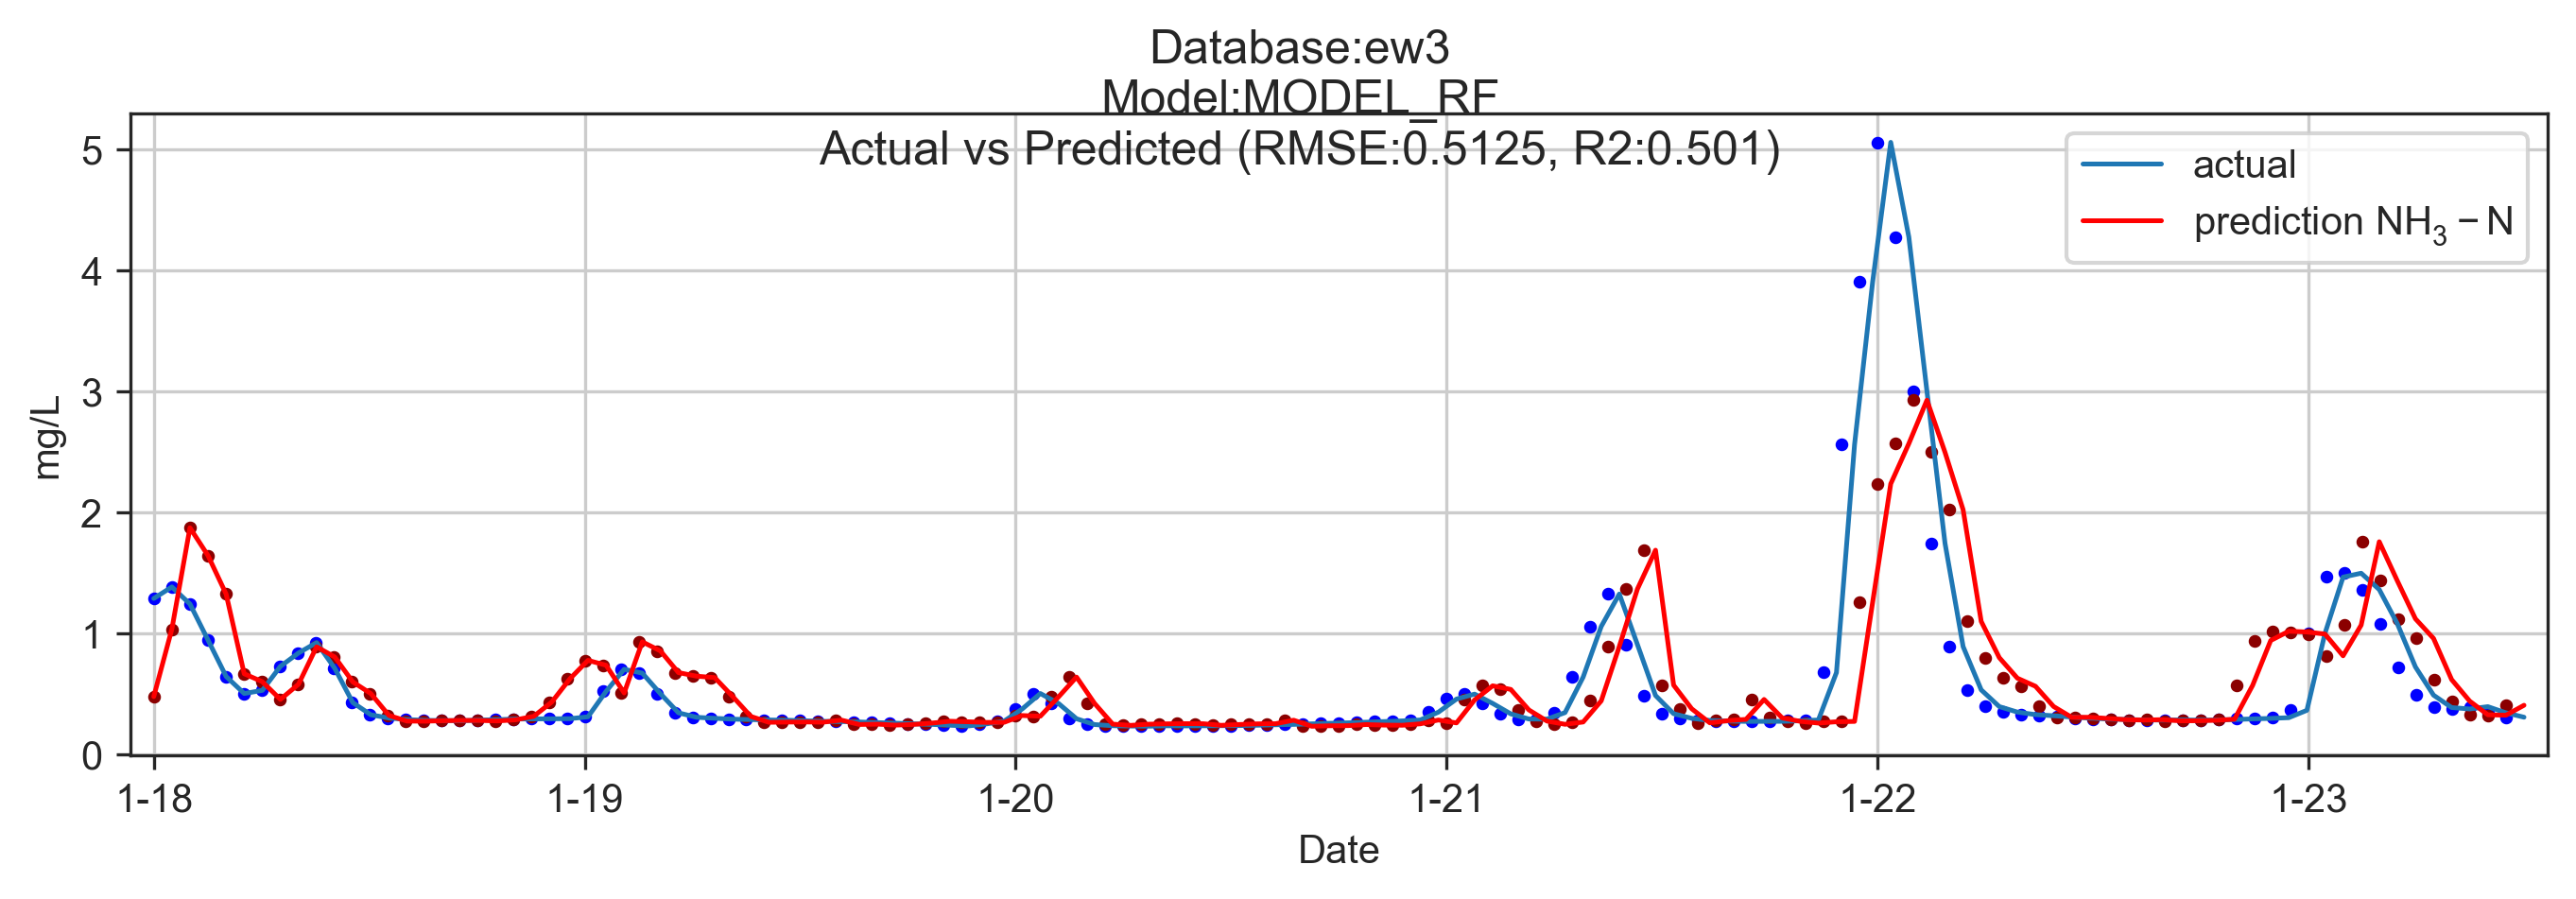 Database:ew3
Model:MODEL_RF
Actual vs Predicted (RMSE:0.5125, R2:0.501)
actual
prediction NH₃ − N
mg/L
5
4
3
2
1
0
1-18
1-19
1-20
1-21
1-22
1-23
Date